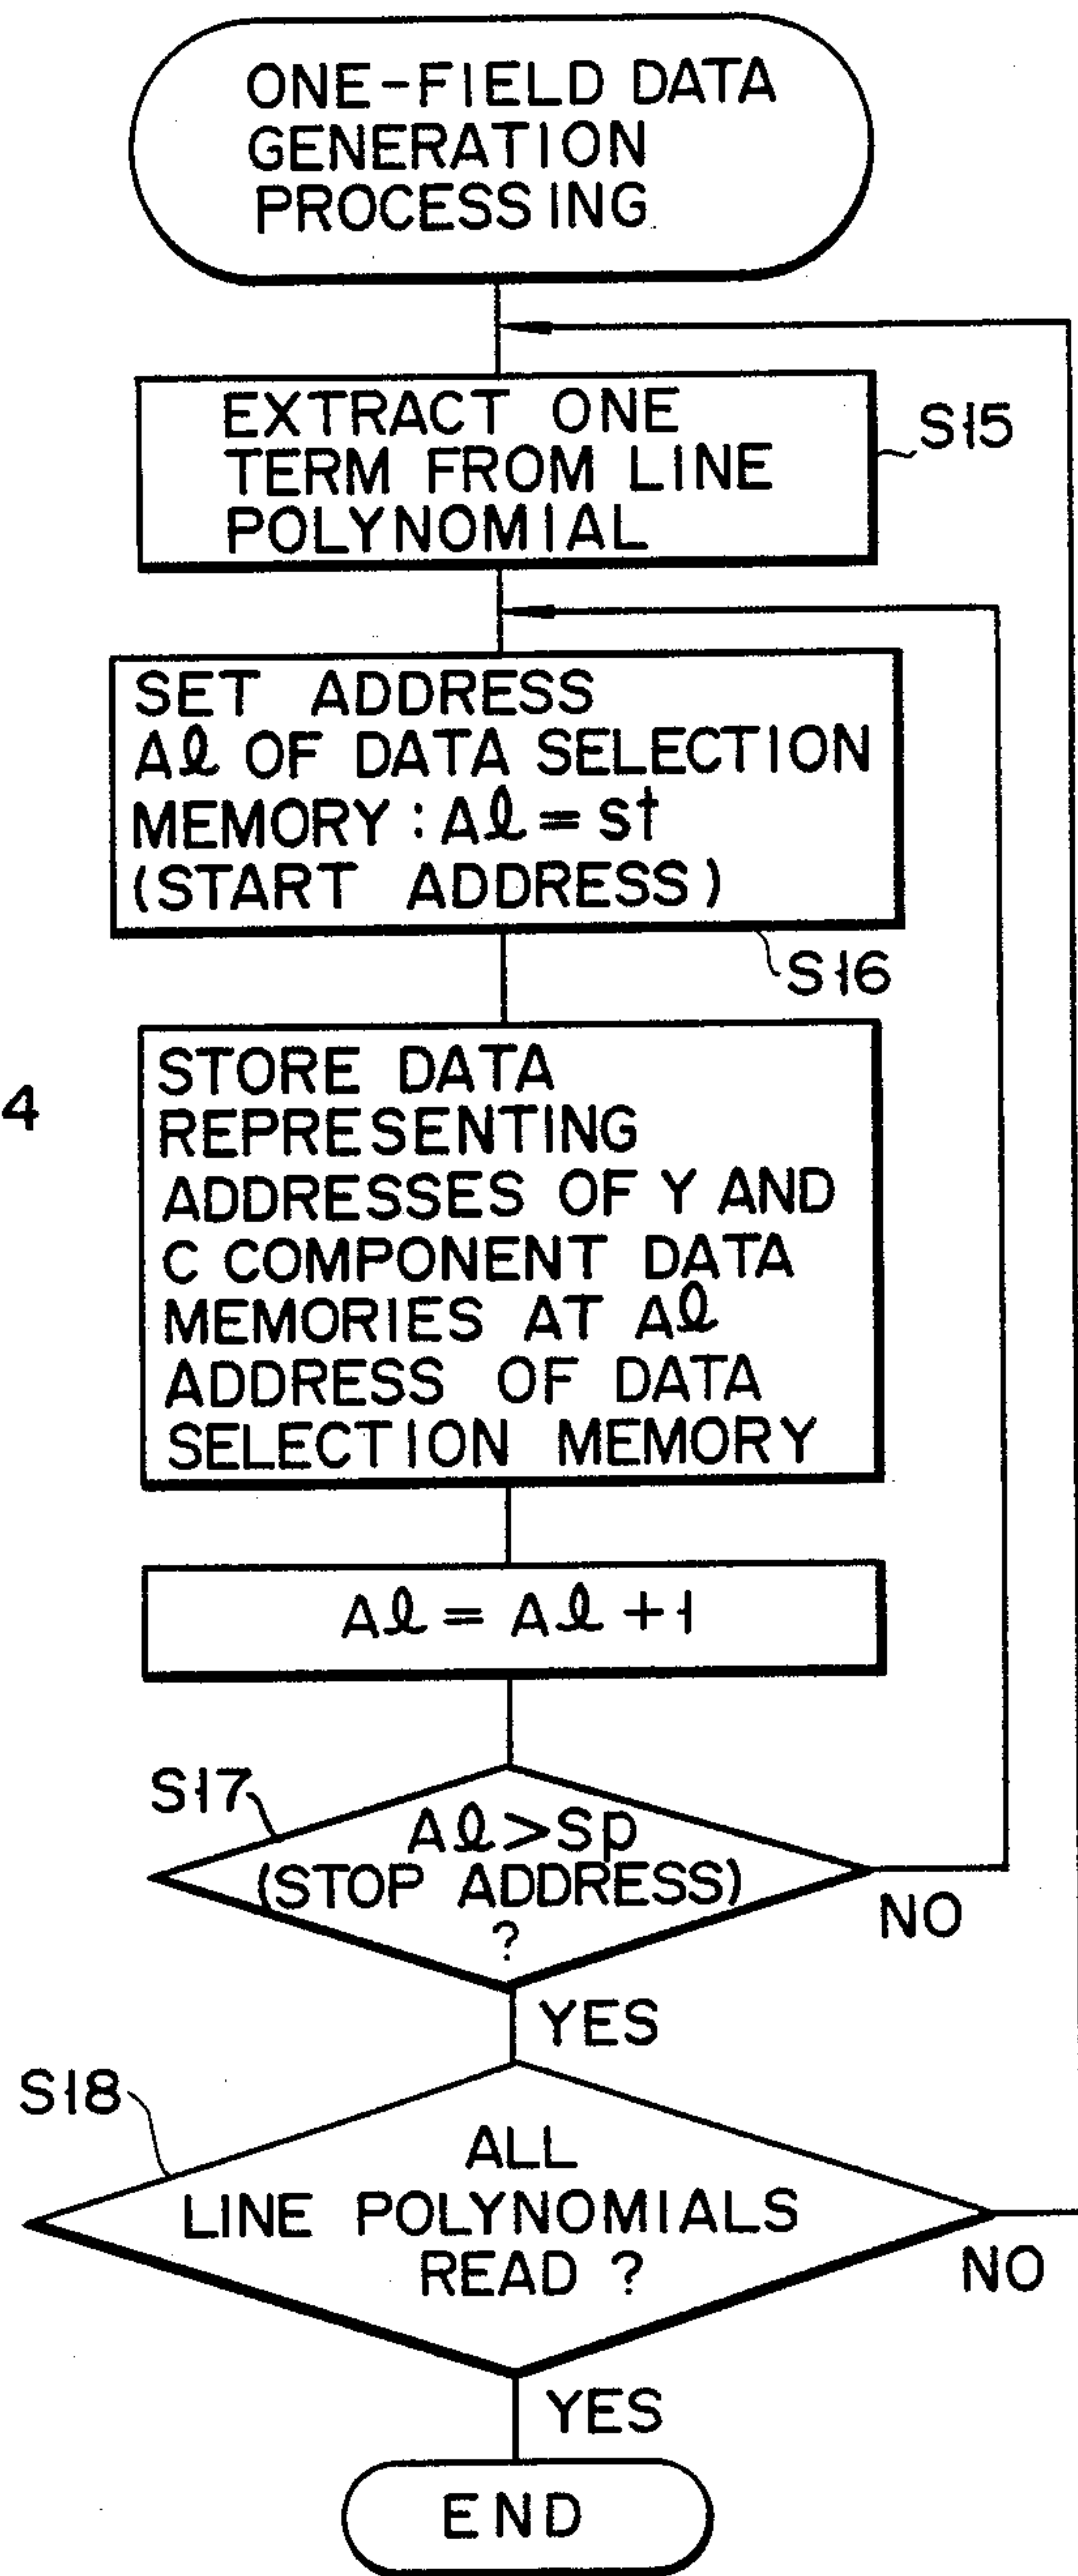 ONE-FIELD DATA
GENERATION
PROCESSING
EXTRACT ONE
TERM FROM LINE
POLYNOMIAL
S15
SET ADDRESS
Aℓ OF DATA SELECTION
MEMORY : Aℓ = st
(START ADDRESS)
S16
4
STORE DATA
REPRESENTING
ADDRESSES OF Y AND
C COMPONENT DATA
MEMORIES AT Aℓ
ADDRESS OF DATA
SELECTION MEMORY
Aℓ = Aℓ + 1
S17
Aℓ > Sp
(STOP ADDRESS)
?
NO
YES
S18
ALL
LINE POLYNOMIALS
READ ?
NO
YES
END